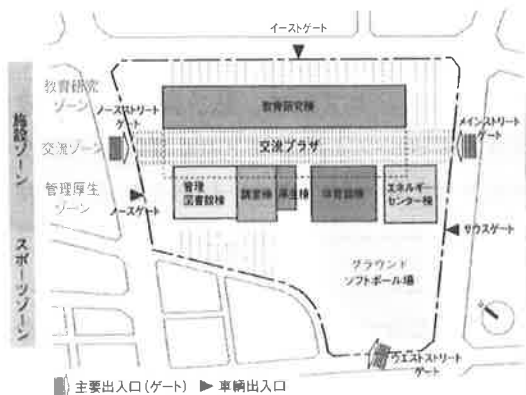 イーストゲート
施設ゾーン
スポーツゾーン
教育研究
ゾーン
交流ゾーン
管理厚生
ゾーン
ノースストリート
ゲート
メインストリート
ゲート
教育研究棟
交流プラザ
管理
図書館棟
講堂棟
厚生棟
体育館棟
エネルギー
センター棟
ノースゲート
サウスゲート
グラウンド
ソフトボール場
ウエストストリート
ゲート
主要出入口(ゲート) ▶ 車輌出入口